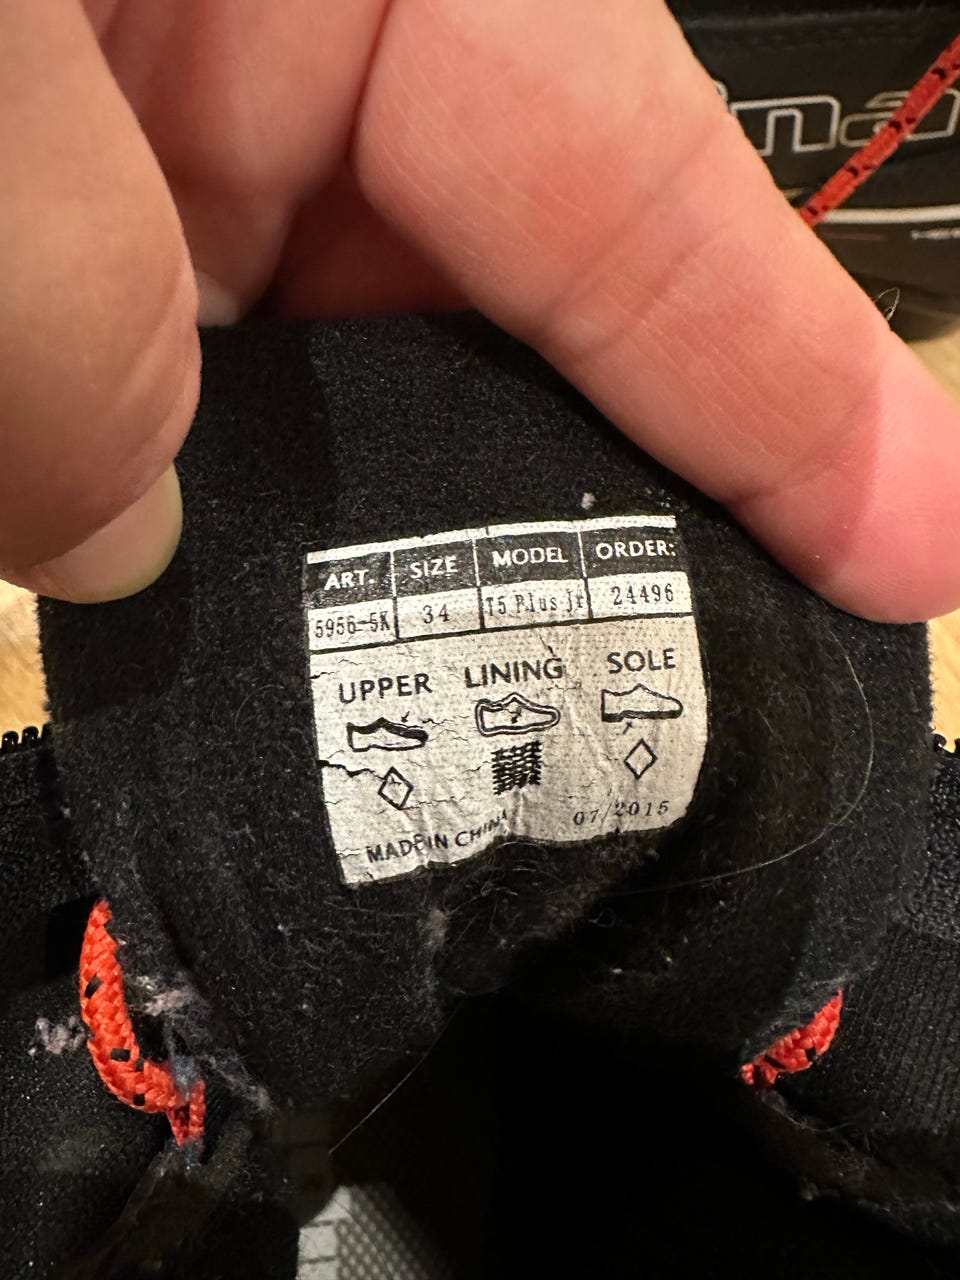 ina
ART. SIZE MODEL ORDER:
5956-5K 34 T5 Plus jr 24496
UPPER LINING SOLE
MADE IN CHINA 07/2015